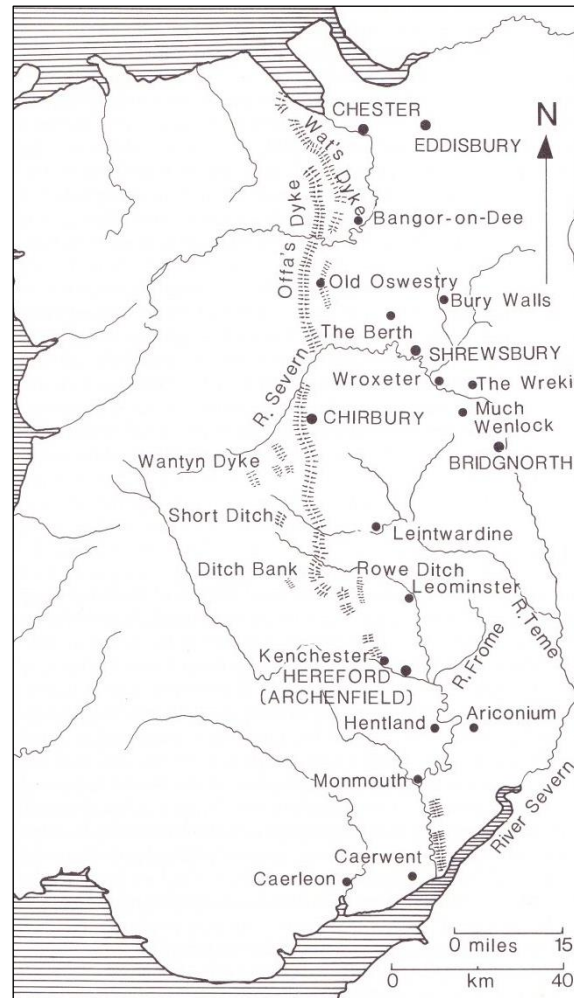 CHESTER
EDDISBURY
N
Wat's Dyke
Offa's Dyke
Bangor-on-Dee
Old Oswestry
Bury Walls
The Berth
SHREWSBURY
R. Severn
Wroxeter
The Wreki
CHIRBURY
Much
Wenlock
BRIDGNORTH
Wantyn Dyke
Short Ditch
Leintwardine
Ditch Bank
Rowe Ditch
Leominster
R.Teme
R.Frome
Kenchester
HEREFORD
(ARCHENFIELD)
Hentland
Ariconium
Monmouth
River Severn
Caerwent
Caerleon
0 miles 15
0 km 40